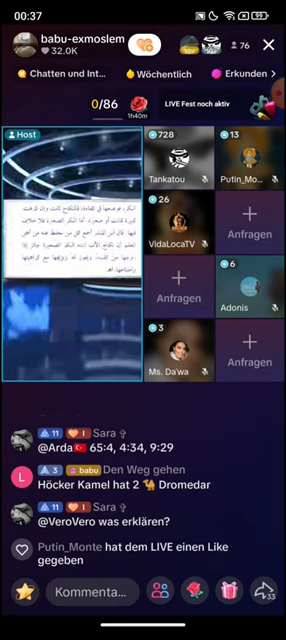 00:37
99
babu-exmoslem
32.0K
76
Chatten und Int...
Wöchentlich
Erkunden
0/86
1h40m
LIVE Fest noch aktiv
Host
728
Tankatou
13
Putin_Mo...
26
VidaLocaTV
Anfragen
Anfragen
6
Adonis
3
Ms. Da'wa
Anfragen
11 I Sara ✞
@Arda🇹🇷 65:4, 4:34, 9:29
L
3 babu Den Weg gehen
Höcker Kamel hat 2 🐪 Dromedar
11 I Sara ✞
@VeroVero was erklären?
Putin_Monte hat dem LIVE einen Like
gegeben
Kommenta...
33